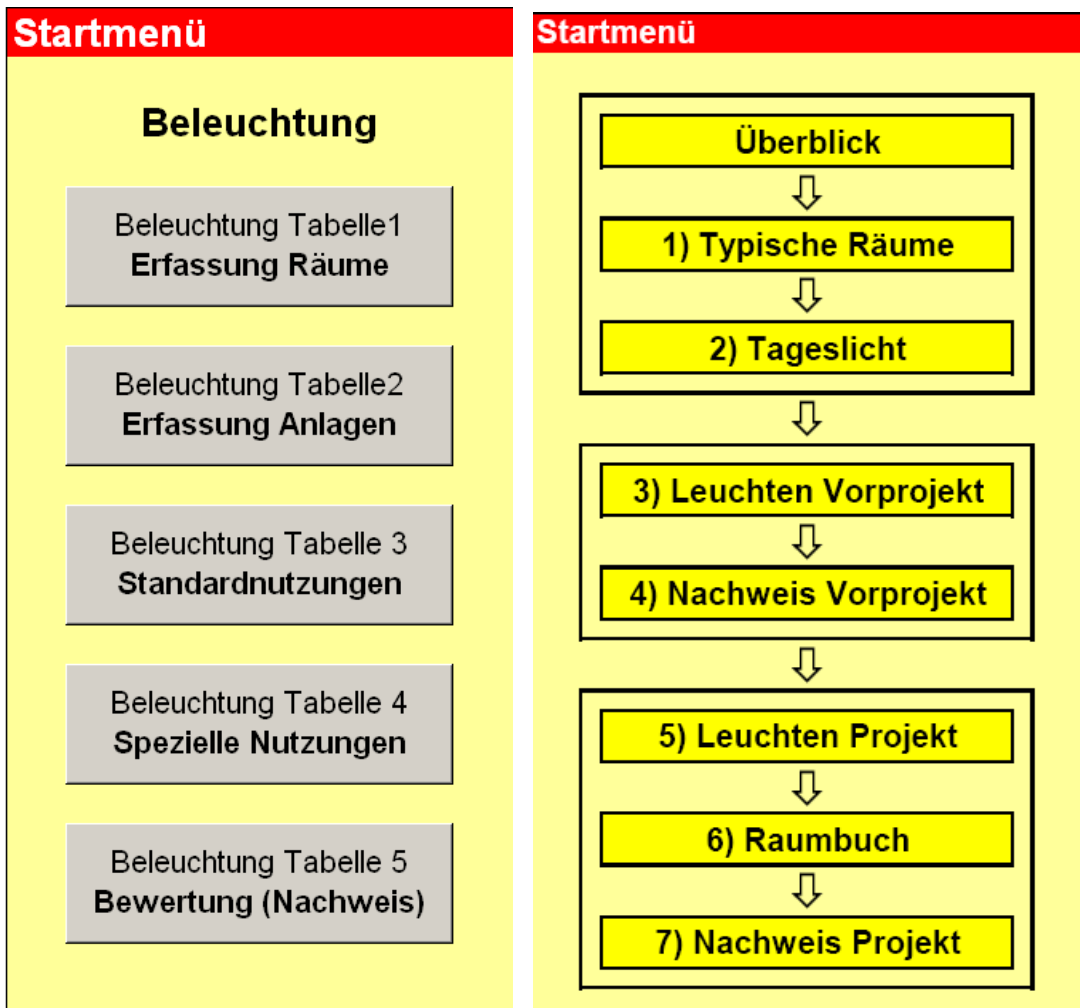 Startmenü
Beleuchtung
Beleuchtung Tabelle1
Erfassung Räume
Beleuchtung Tabelle2
Erfassung Anlagen
Beleuchtung Tabelle 3
Standardnutzungen
Beleuchtung Tabelle 4
Spezielle Nutzungen
Beleuchtung Tabelle 5
Bewertung (Nachweis)
Startmenü
Überblick
1) Typische Räume
2) Tageslicht
3) Leuchten Vorprojekt
4) Nachweis Vorprojekt
5) Leuchten Projekt
6) Raumbuch
7) Nachweis Projekt